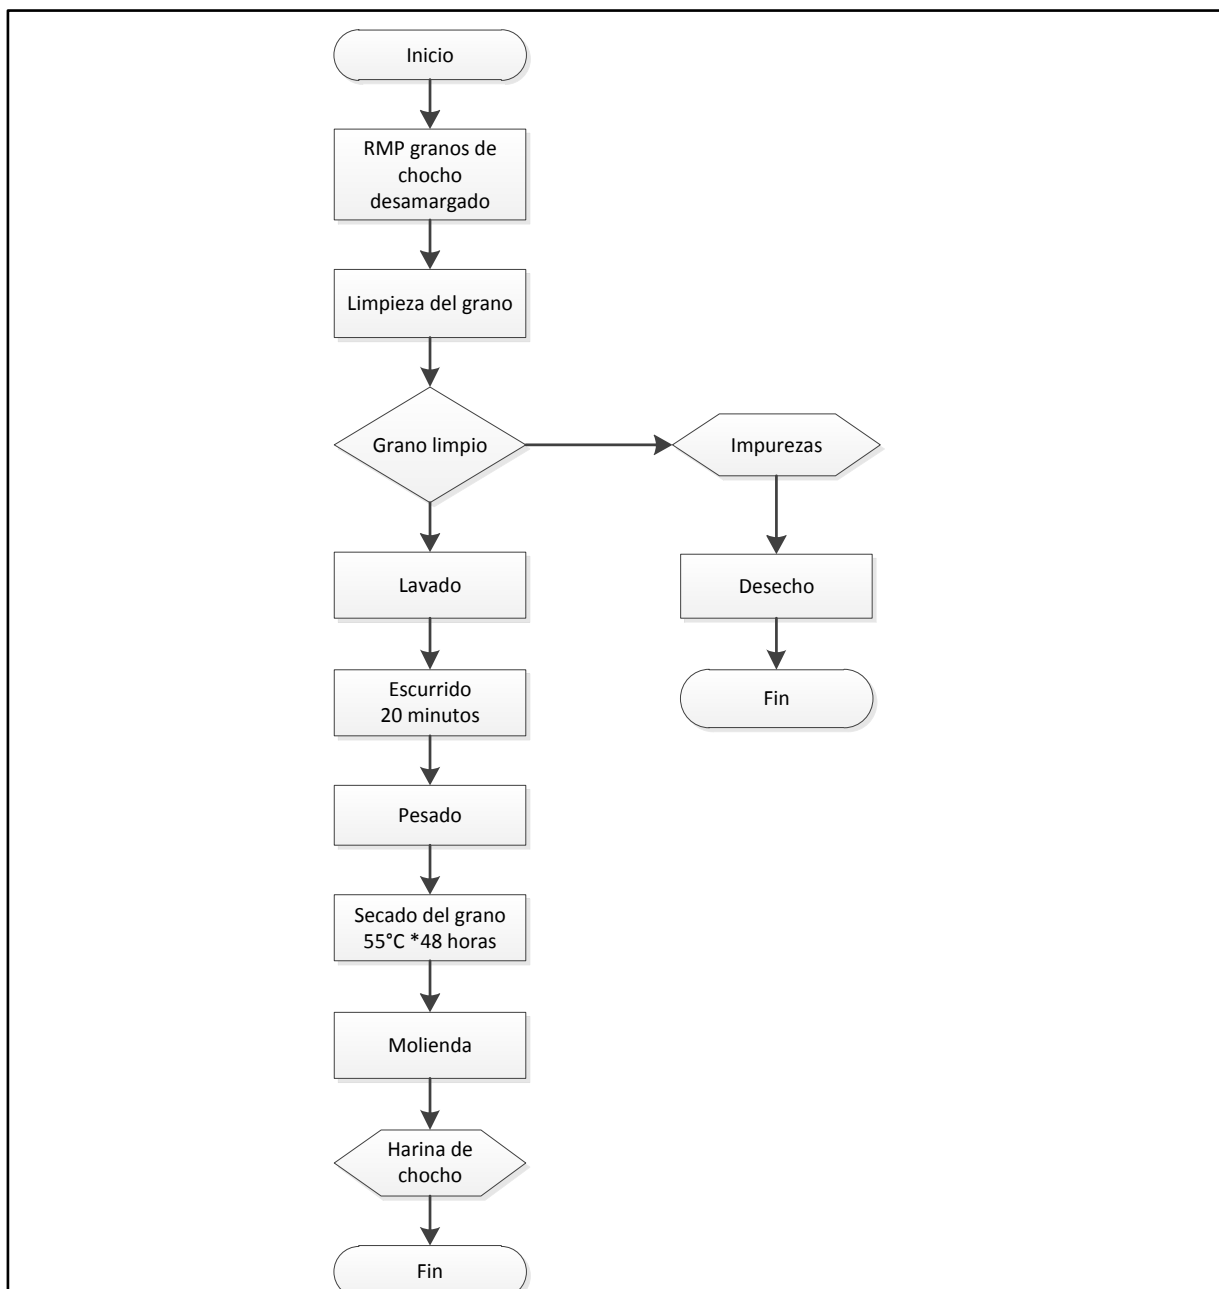 Inicio
RMP granos de
chocho
desamargado
Limpieza del grano
Grano limpio
Impurezas
Lavado
Desecho
Escurrido
20 minutos
Fin
Pesado
Secado del grano
55°C *48 horas
Molienda
Harina de
chocho
Fin